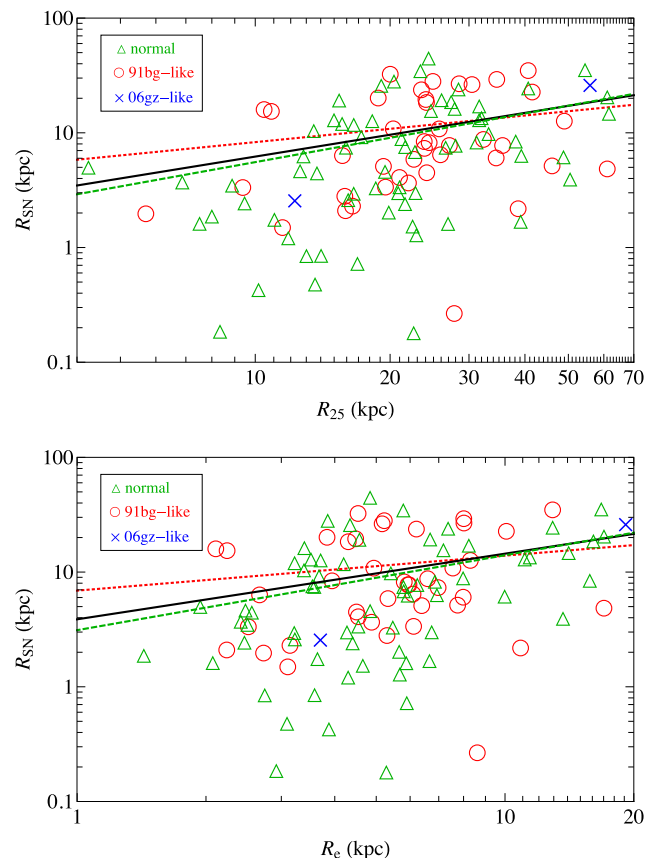 100
10
1
0.1
R_SN (kpc)
normal
91bg-like
06gz-like
10 20 30 40 50 60 70
R_25 (kpc)
100
10
1
0.1
R_SN (kpc)
normal
91bg-like
06gz-like
1 10 20
R_e (kpc)